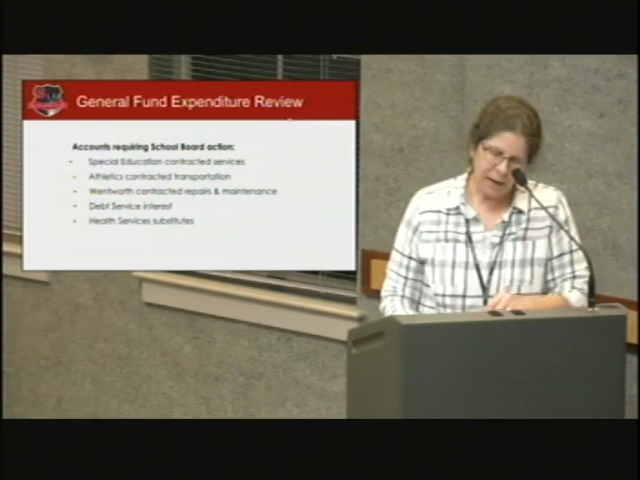 General Fund Expenditure Review
Accounts requiring School Board action:
Special Education contracted services
Athletics contracted transportation
Wentworth contracted repairs & maintenance
Debt Service interest
Health Services substitutes